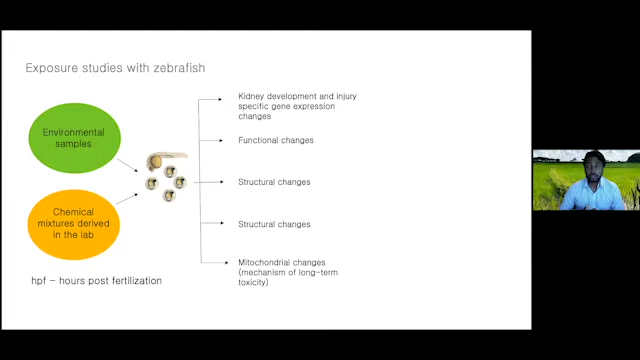 Exposure studies with zebrafish
Environmental
samples
Chemical
mixtures derived
in the lab
hpf – hours post fertilization
Kidney development and injury
specific gene expression
changes
Functional changes
Structural changes
Structural changes
Mitochondrial changes
(mechanism of long-term
toxicity)